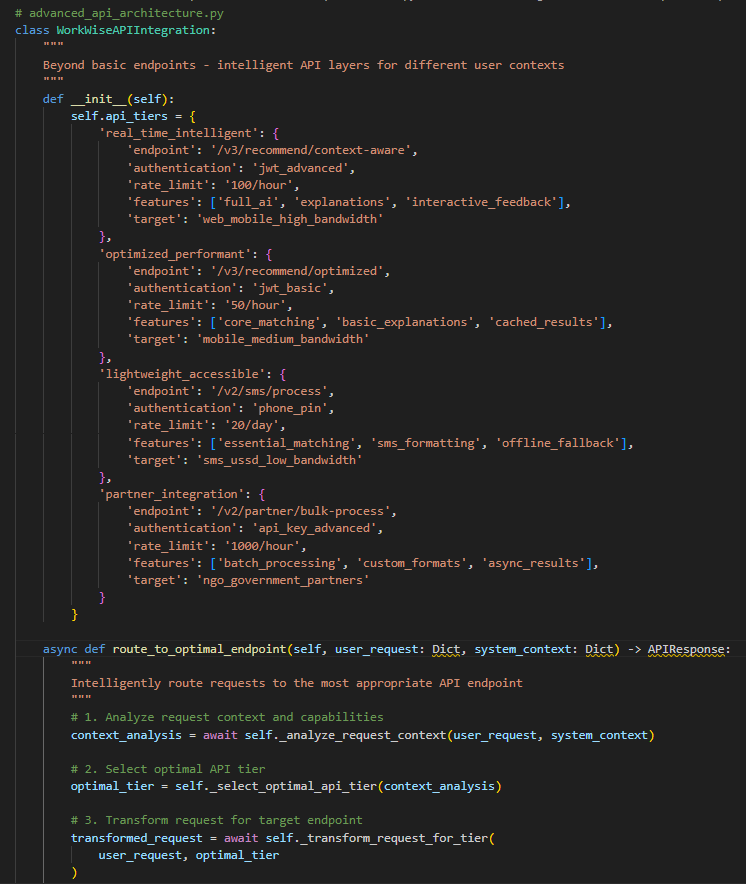 # advanced_api_architecture.py
class WorkWiseAPIIntegration:
    """
    Beyond basic endpoints - intelligent API layers for different user contexts
    """
    def __init__(self):
        self.api_tiers = {
            'real_time_intelligent': {
                'endpoint': '/v3/recommend/context-aware',
                'authentication': 'jwt_advanced',
                'rate_limit': '100/hour',
                'features': ['full_ai', 'explanations', 'interactive_feedback'],
                'target': 'web_mobile_high_bandwidth'
            },
            'optimized_performant': {
                'endpoint': '/v3/recommend/optimized',
                'authentication': 'jwt_basic',
                'rate_limit': '50/hour',
                'features': ['core_matching', 'basic_explanations', 'cached_results'],
                'target': 'mobile_medium_bandwidth'
            },
            'lightweight_accessible': {
                'endpoint': '/v2/sms/process',
                'authentication': 'phone_pin',
                'rate_limit': '20/day',
                'features': ['essential_matching', 'sms_formatting', 'offline_fallback'],
                'target': 'sms_ussd_low_bandwidth'
            },
            'partner_integration': {
                'endpoint': '/v2/partner/bulk-process',
                'authentication': 'api_key_advanced',
                'rate_limit': '1000/hour',
                'features': ['batch_processing', 'custom_formats', 'async_results'],
                'target': 'ngo_government_partners'
            }
        }
    async def route_to_optimal_endpoint(self, user_request: Dict, system_context: Dict) -> APIResponse:
        """
        Intelligently route requests to the most appropriate API endpoint
        """
        # 1. Analyze request context and capabilities
        context_analysis = await self._analyze_request_context(user_request, system_context)
        # 2. Select optimal API tier
        optimal_tier = self._select_optimal_api_tier(context_analysis)
        # 3. Transform request for target endpoint
        transformed_request = await self._transform_request_for_tier(
            user_request, optimal_tier
        )